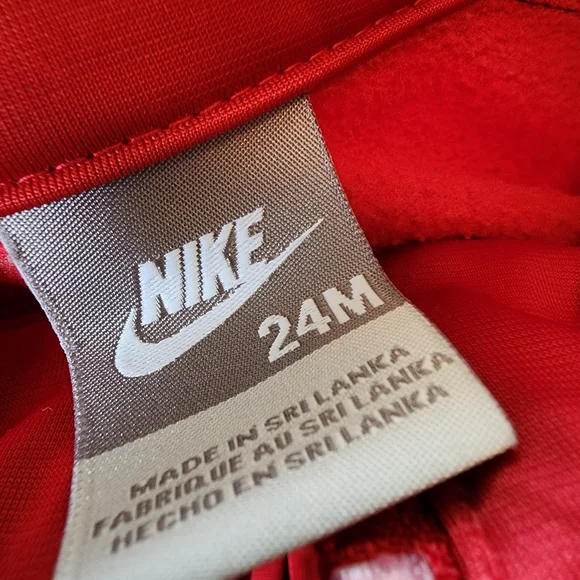 NIKE
24M
MADE IN SRI LANKA
FABRIQUE AU SRI LANKA
HECHO EN SRI LANKA